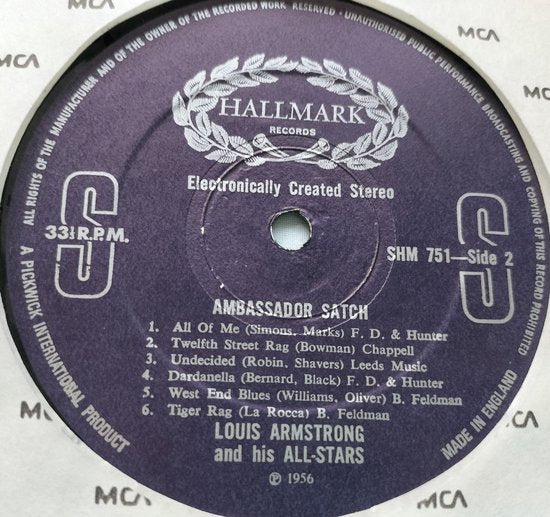 MCA
MCA
MCA
MCA
MCA
MCA
ALL RIGHTS OF THE MANUFACTURER AND OF THE OWNER OF THE RECORDED WORK RESERVED · UNAUTHORISED PUBLIC PERFORMANCE BROADCASTING AND COPYING OF THIS RECORD PROHIBITED
HALLMARK
RECORDS
Electronically Created Stereo
S
S
33⅓ R.P.M.
SHM 751—Side 2
AMBASSADOR SATCH
1. All Of Me (Simons, Marks) F. D. & Hunter
2. Twelfth Street Rag (Bowman) Chappell
3. Undecided (Robin, Shavers) Leeds Music
4. Dardanella (Bernard, Black) F. D. & Hunter
5. West End Blues (Williams, Oliver) B. Feldman
6. Tiger Rag (La Rocca) B. Feldman
LOUIS ARMSTRONG
and his ALL-STARS
℗ 1956
A PICKWICK INTERNATIONAL PRODUCT
MADE IN ENGLAND
MCA
MCA